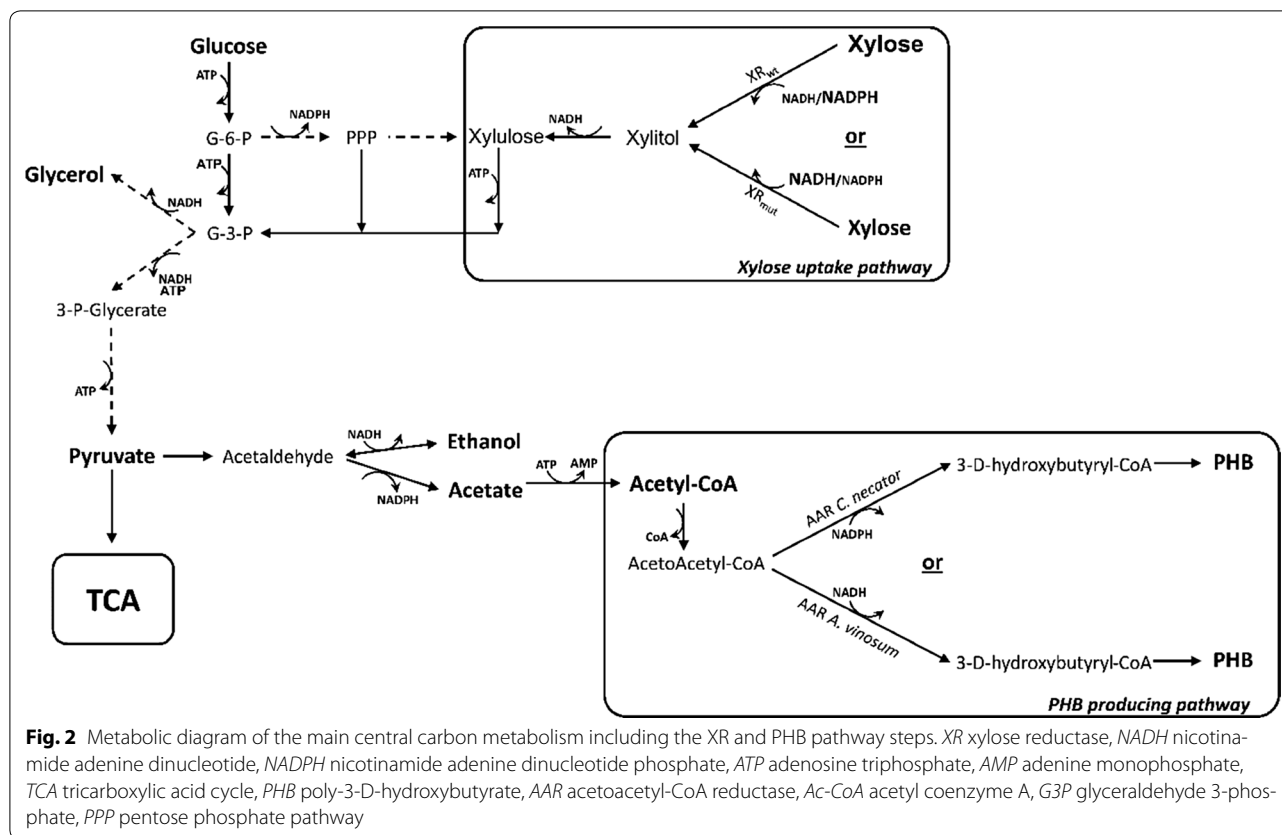 Glucose
ATP
G-6-P
NADPH
PPP
Xylulose
NADH
Xylitol
Xylose
XRwt
NADH/NADPH
or
NADH/NADPH
XRmut
Xylose
ATP
Xylose uptake pathway
ATP
Glycerol
NADH
G-3-P
NADH
ATP
3-P-Glycerate
ATP
Pyruvate
Acetaldehyde
NADH
Ethanol
NADPH
Acetate
ATP
AMP
Acetyl-CoA
CoA
AcetoAcetyl-CoA
AAR C. necator
NADPH
3-D-hydroxybutyryl-CoA
PHB
or
NADH
AAR A. vinosum
3-D-hydroxybutyryl-CoA
PHB
PHB producing pathway
TCA
Fig. 2 Metabolic diagram of the main central carbon metabolism including the XR and PHB pathway steps. XR xylose reductase, NADH nicotina-
mide adenine dinucleotide, NADPH nicotinamide adenine dinucleotide phosphate, ATP adenosine triphosphate, AMP adenine monophosphate,
TCA tricarboxylic acid cycle, PHB poly-3-D-hydroxybutyrate, AAR acetoacetyl-CoA reductase, Ac-CoA acetyl coenzyme A, G3P glyceraldehyde 3-phos-
phate, PPP pentose phosphate pathway